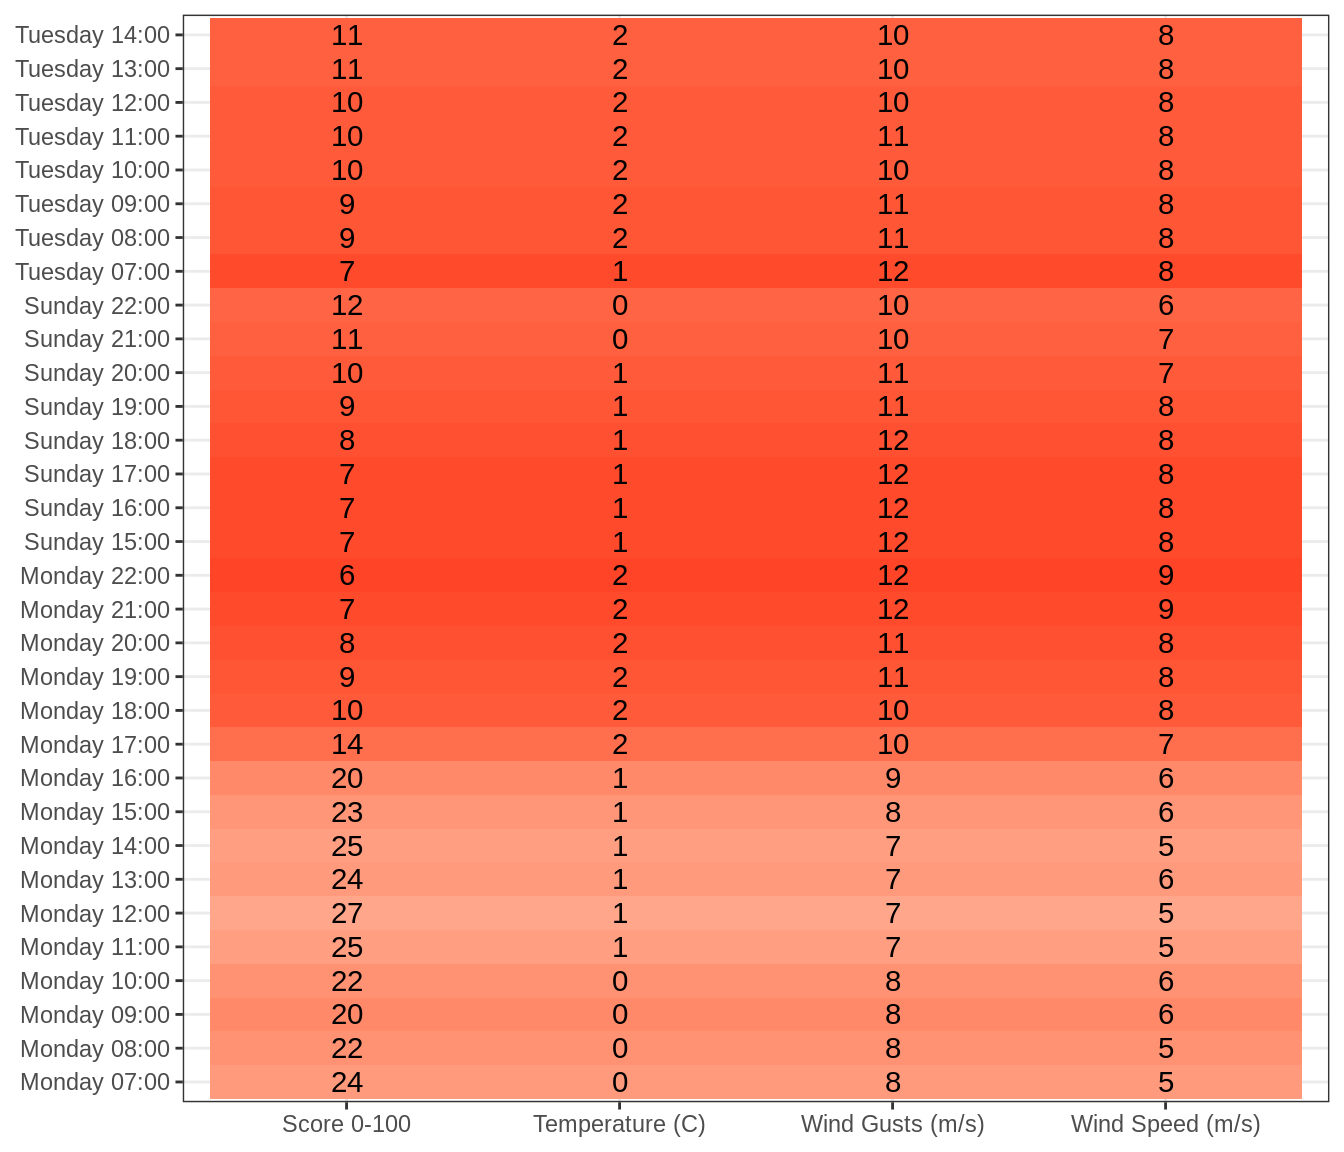 Tuesday 14:00 11 2 10 8
Tuesday 13:00 11 2 10 8
Tuesday 12:00 10 2 10 8
Tuesday 11:00 10 2 11 8
Tuesday 10:00 10 2 10 8
Tuesday 09:00 9 2 11 8
Tuesday 08:00 9 2 11 8
Tuesday 07:00 7 1 12 8
Sunday 22:00 12 0 10 6
Sunday 21:00 11 0 10 7
Sunday 20:00 10 1 11 7
Sunday 19:00 9 1 11 8
Sunday 18:00 8 1 12 8
Sunday 17:00 7 1 12 8
Sunday 16:00 7 1 12 8
Sunday 15:00 7 1 12 8
Monday 22:00 6 2 12 9
Monday 21:00 7 2 12 9
Monday 20:00 8 2 11 8
Monday 19:00 9 2 11 8
Monday 18:00 10 2 10 8
Monday 17:00 14 2 10 7
Monday 16:00 20 1 9 6
Monday 15:00 23 1 8 6
Monday 14:00 25 1 7 5
Monday 13:00 24 1 7 6
Monday 12:00 27 1 7 5
Monday 11:00 25 1 7 5
Monday 10:00 22 0 8 6
Monday 09:00 20 0 8 6
Monday 08:00 22 0 8 5
Monday 07:00 24 0 8 5
Score 0-100 Temperature (C) Wind Gusts (m/s) Wind Speed (m/s)